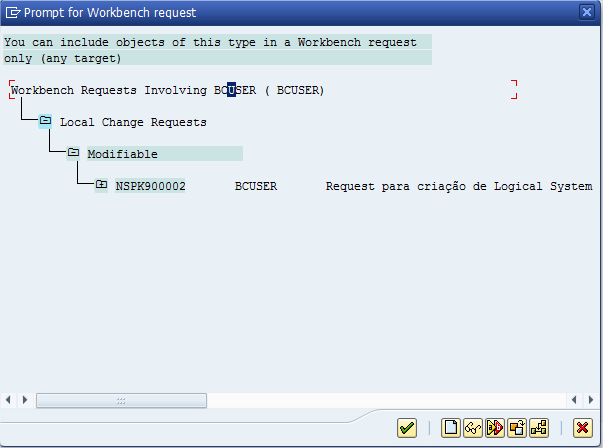 Prompt for Workbench request
You can include objects of this type in a Workbench request
only (any target)
Workbench Requests Involving BCUSER ( BCUSER)
Local Change Requests
Modifiable
NSPK900002 BCUSER Request para criação de Logical System